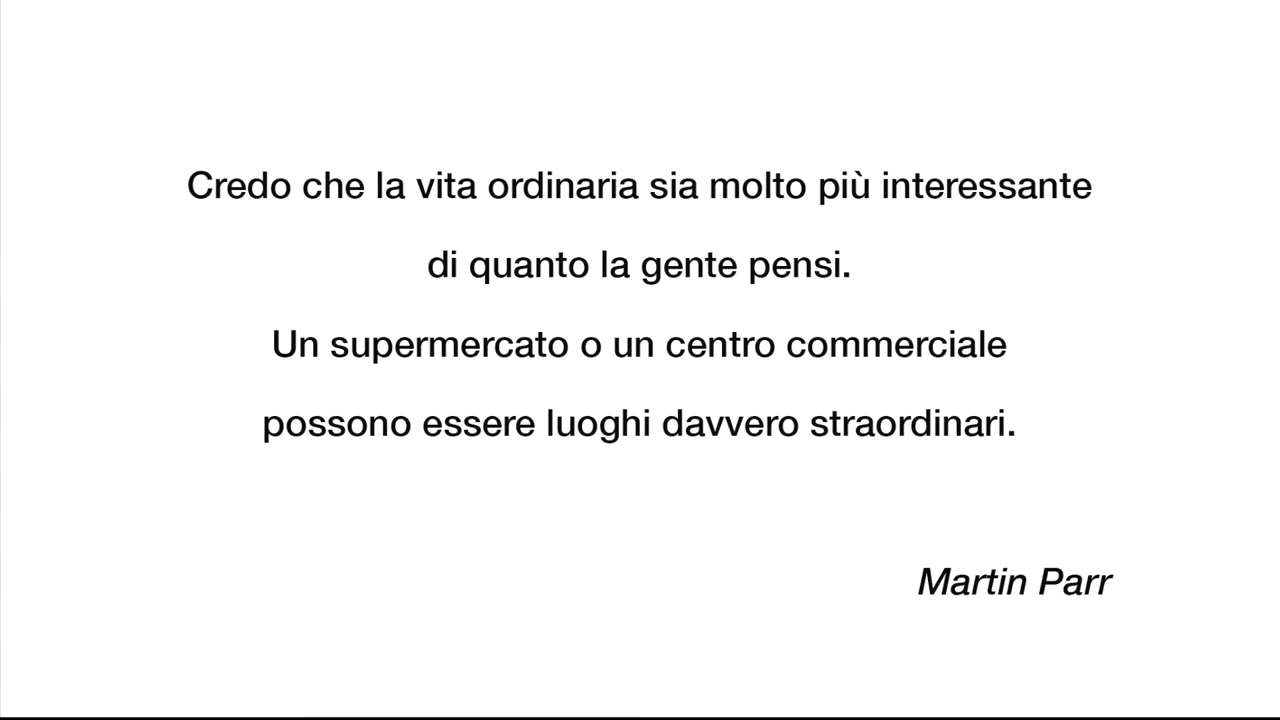 Credo che la vita ordinaria sia molto più interessante
di quanto la gente pensi.
Un supermercato o un centro commerciale
possono essere luoghi davvero straordinari.
Martin Parr